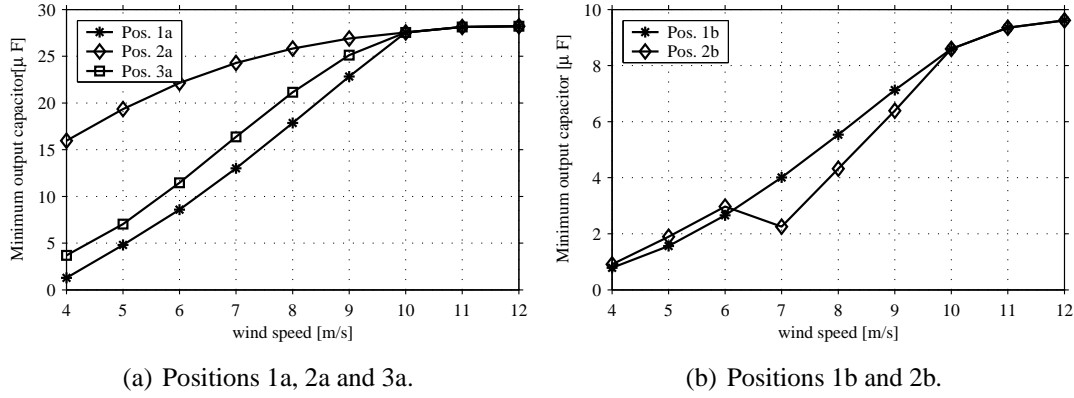 Minimum output capacitor[μ F]
30
25
20
15
10
5
0
Pos. 1a
Pos. 2a
Pos. 3a
4 5 6 7 8 9 10 11 12
wind speed [m/s]
(a) Positions 1a, 2a and 3a.
Minimum output capacitor [μ F]
10
8
6
4
2
0
Pos. 1b
Pos. 2b
4 5 6 7 8 9 10 11 12
wind speed [m/s]
(b) Positions 1b and 2b.